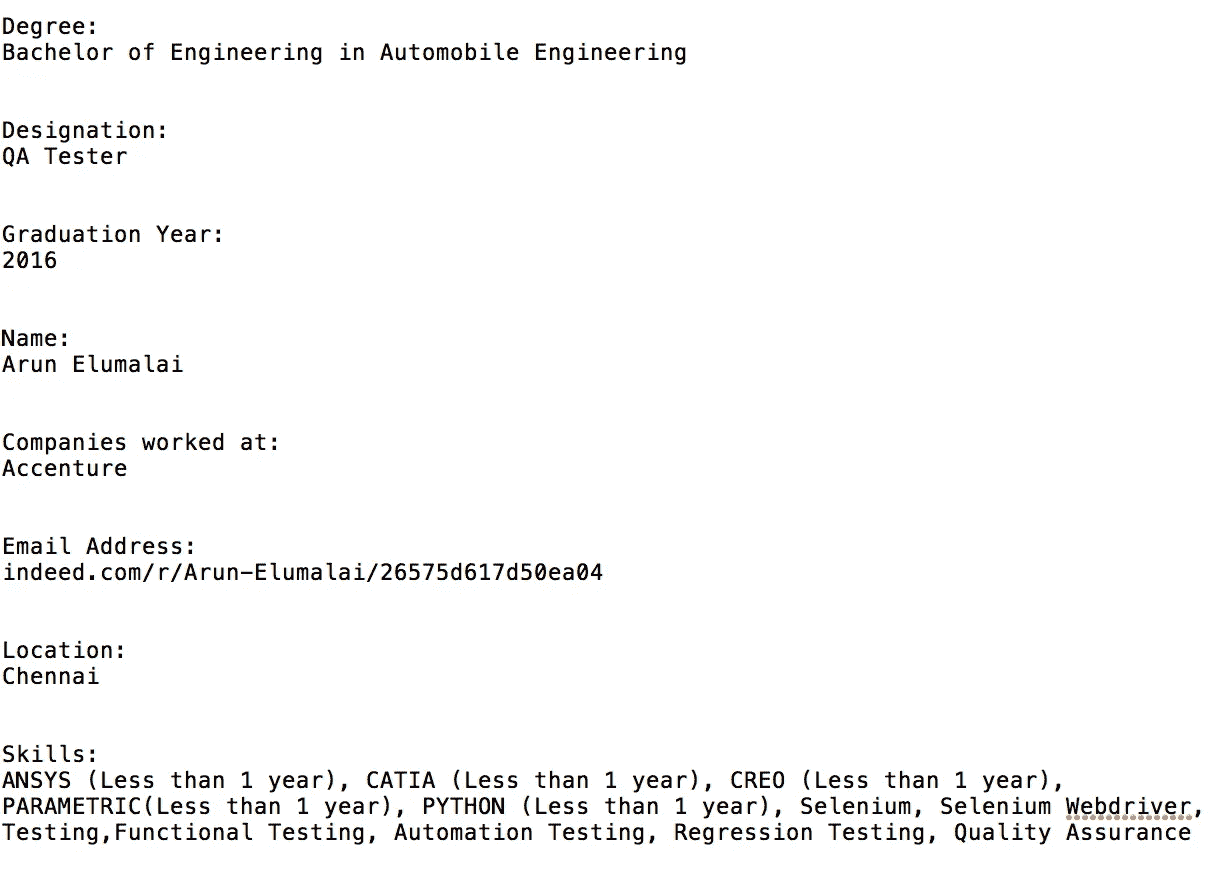 Degree:
Bachelor of Engineering in Automobile Engineering
Designation:
QA Tester
Graduation Year:
2016
Name:
Arun Elumalai
Companies worked at:
Accenture
Email Address:
indeed.com/r/Arun-Elumalai/26575d617d50ea04
Location:
Chennai
Skills:
ANSYS (Less than 1 year), CATIA (Less than 1 year), CREO (Less than 1 year),
PARAMETRIC(Less than 1 year), PYTHON (Less than 1 year), Selenium, Selenium Webdriver,
Testing,Functional Testing, Automation Testing, Regression Testing, Quality Assurance